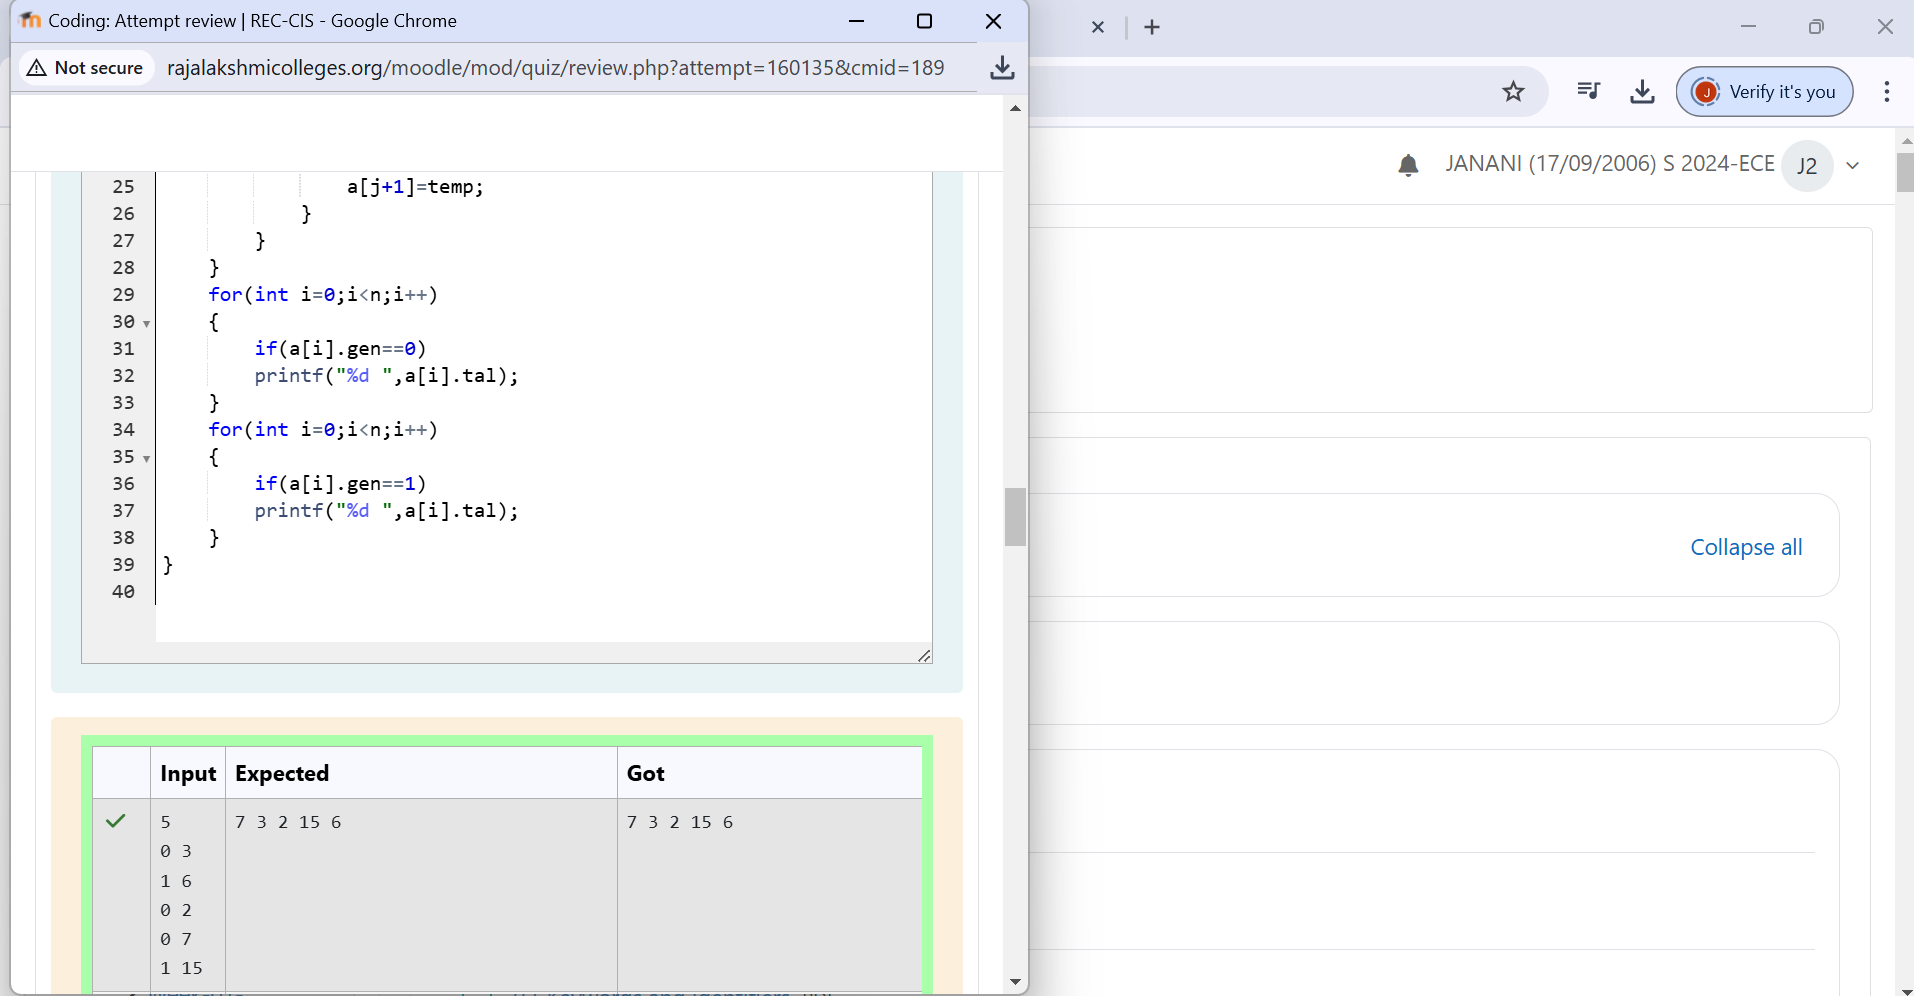 Coding: Attempt review | REC-CIS - Google Chrome
Not secure
rajalakshmicolleges.org/moodle/mod/quiz/review.php?attempt=160135&cmid=189
Verify it's you
JANANI (17/09/2006) S 2024-ECE
J2
25 a[j+1]=temp;
26 }
27 }
28 }
29 for(int i=0;i<n;i++)
30 {
31 if(a[i].gen==0)
32 printf("%d ",a[i].tal);
33 }
34 for(int i=0;i<n;i++)
35 {
36 if(a[i].gen==1)
37 printf("%d ",a[i].tal);
38 }
39 }
40
Collapse all
Input Expected Got
5 7 3 2 15 6 7 3 2 15 6
0 3
1 6
0 2
0 7
1 15